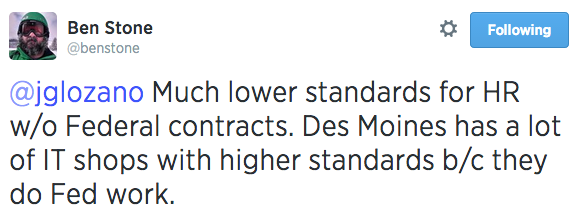 Ben Stone
@benstone
Following
@jglozano Much lower standards for HR
w/o Federal contracts. Des Moines has a lot
of IT shops with higher standards b/c they
do Fed work.